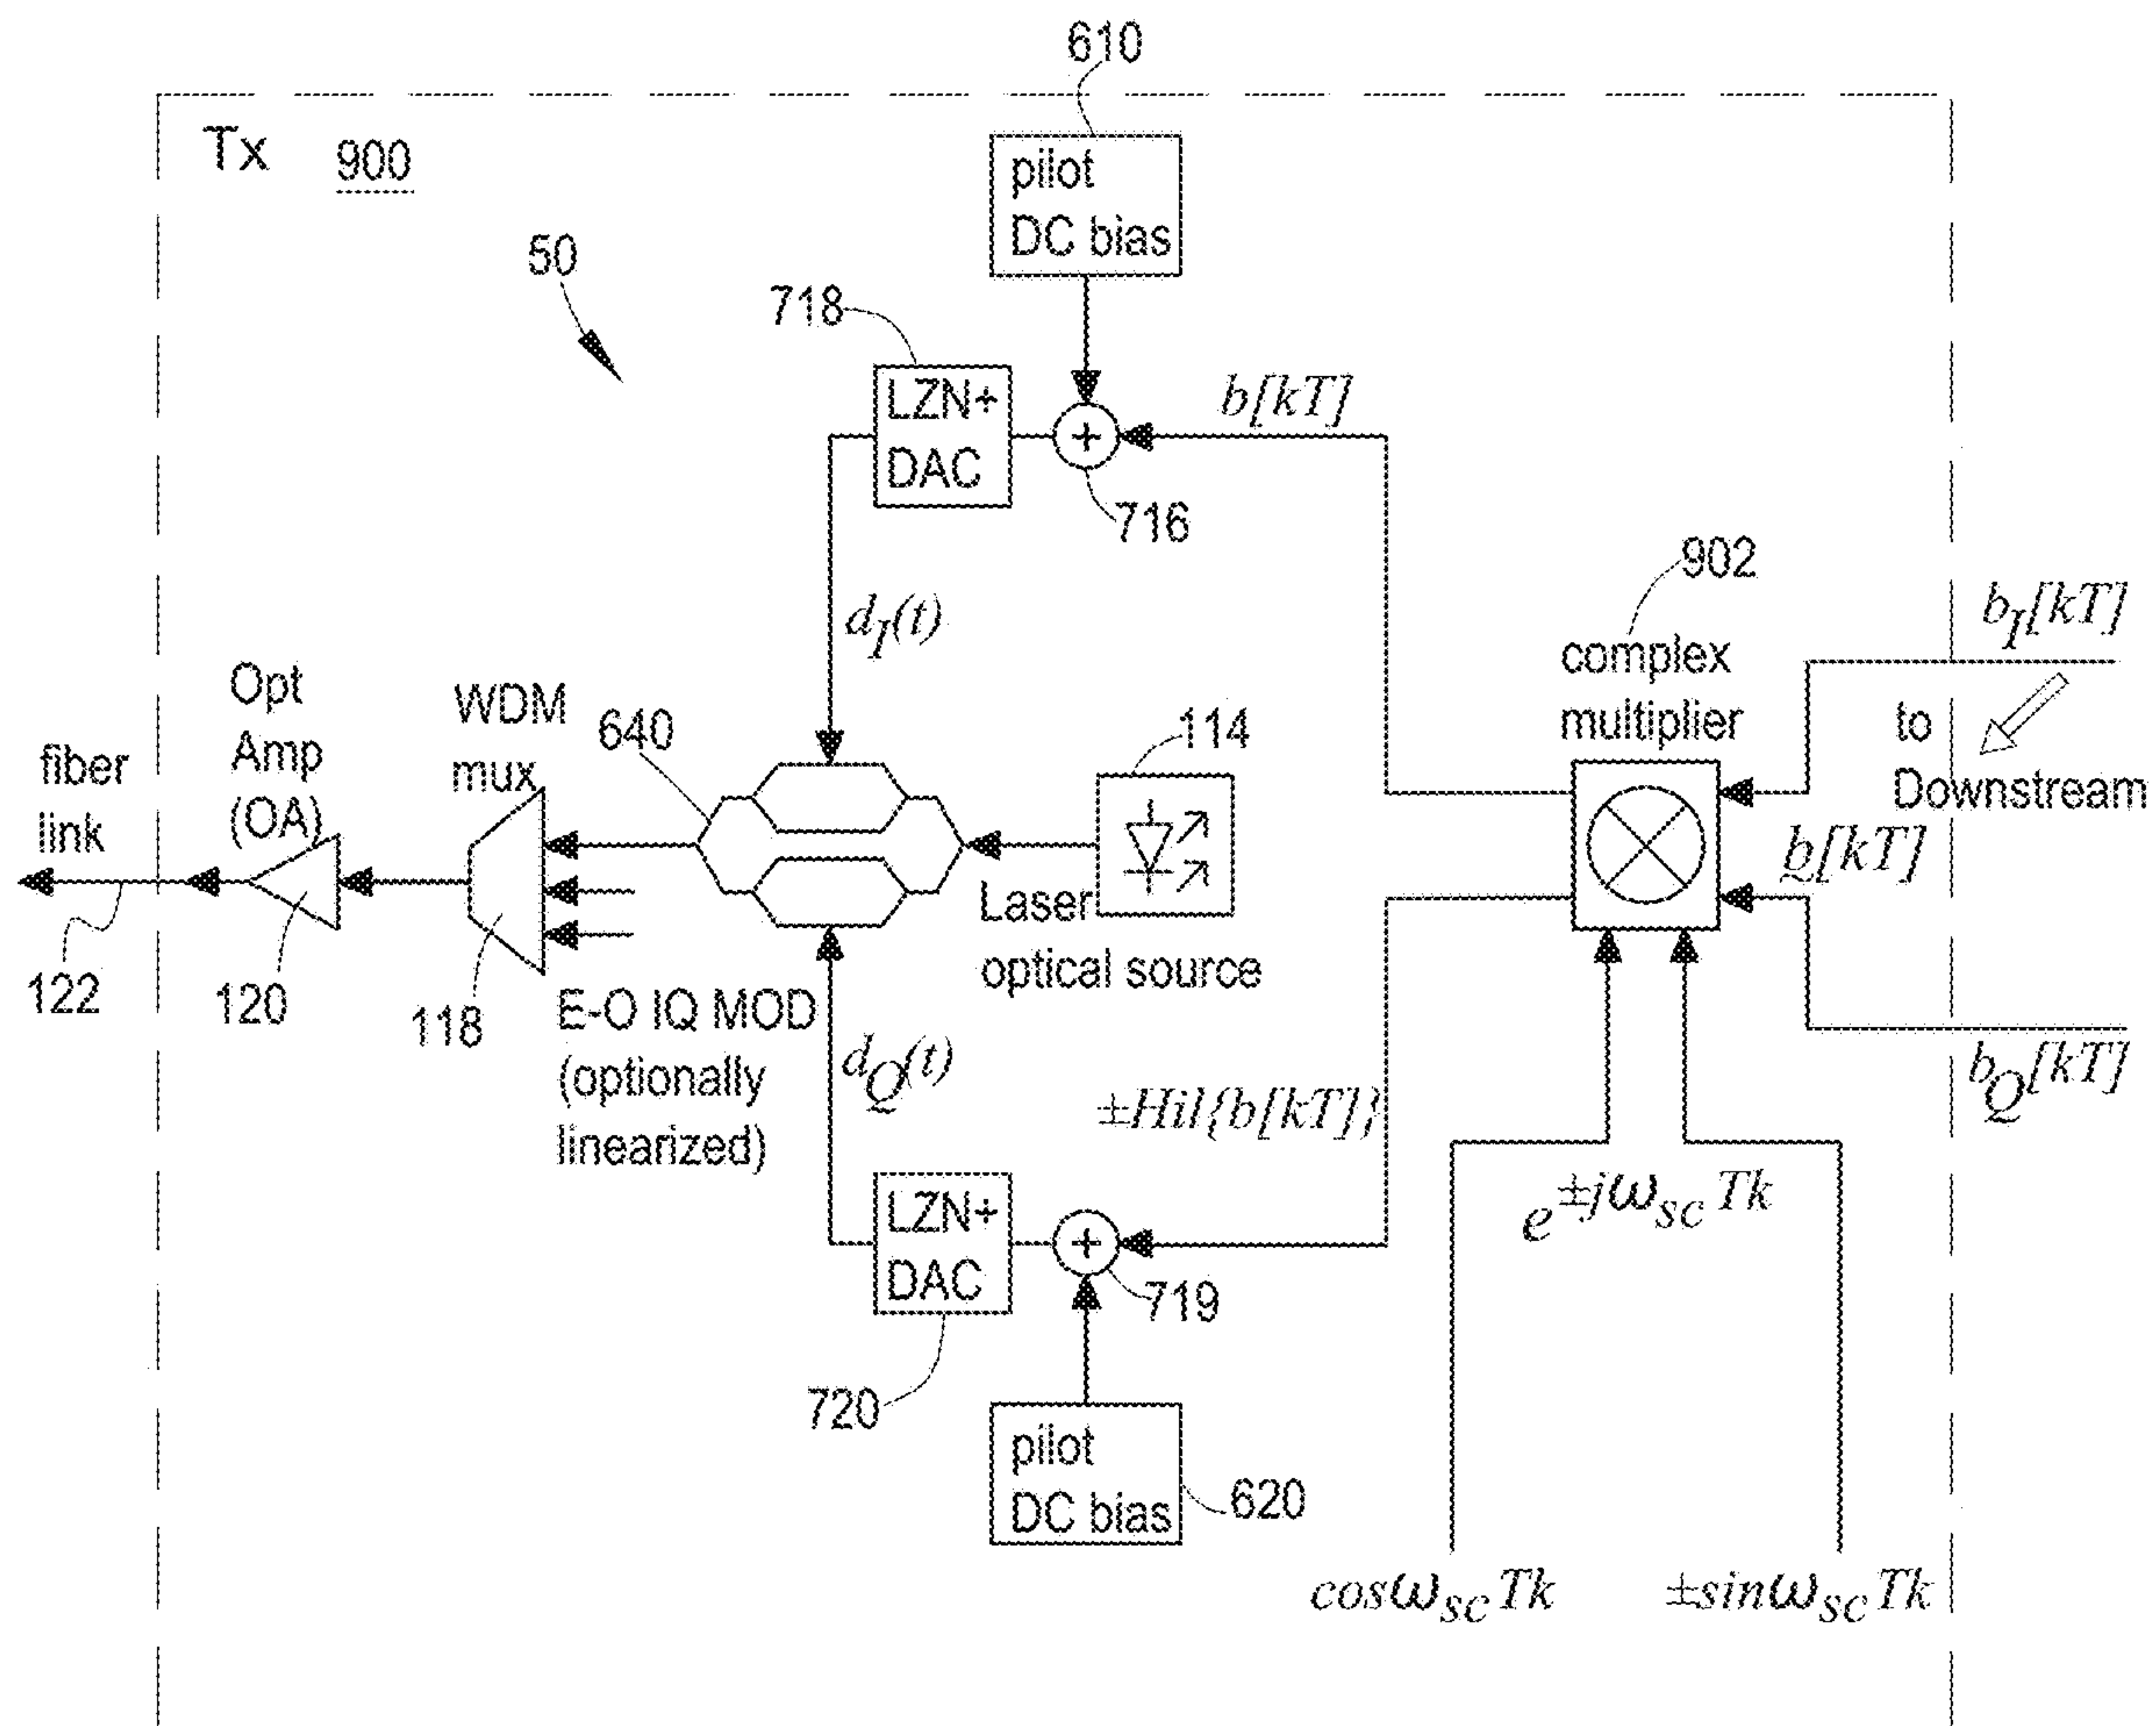 610
Tx 900
pilot
DC bias
50
718
LZN+
DAC
b[kT]
716
902
complex
multiplier
b_I[kT]
d_I(t)
to
Downstream
Opt
Amp
(OA)
WDM
mux
640
114
fiber
link
b[kT]
Laser
optical source
122
120
118
E-O IQ MOD
(optionally
linearized)
d_Q(t)
±Hil{b[kT]}
b_Q[kT]
e^±jω_sc Tk
LZN+
DAC
719
720
pilot
DC bias
620
cosω_sc Tk
±sinω_sc Tk